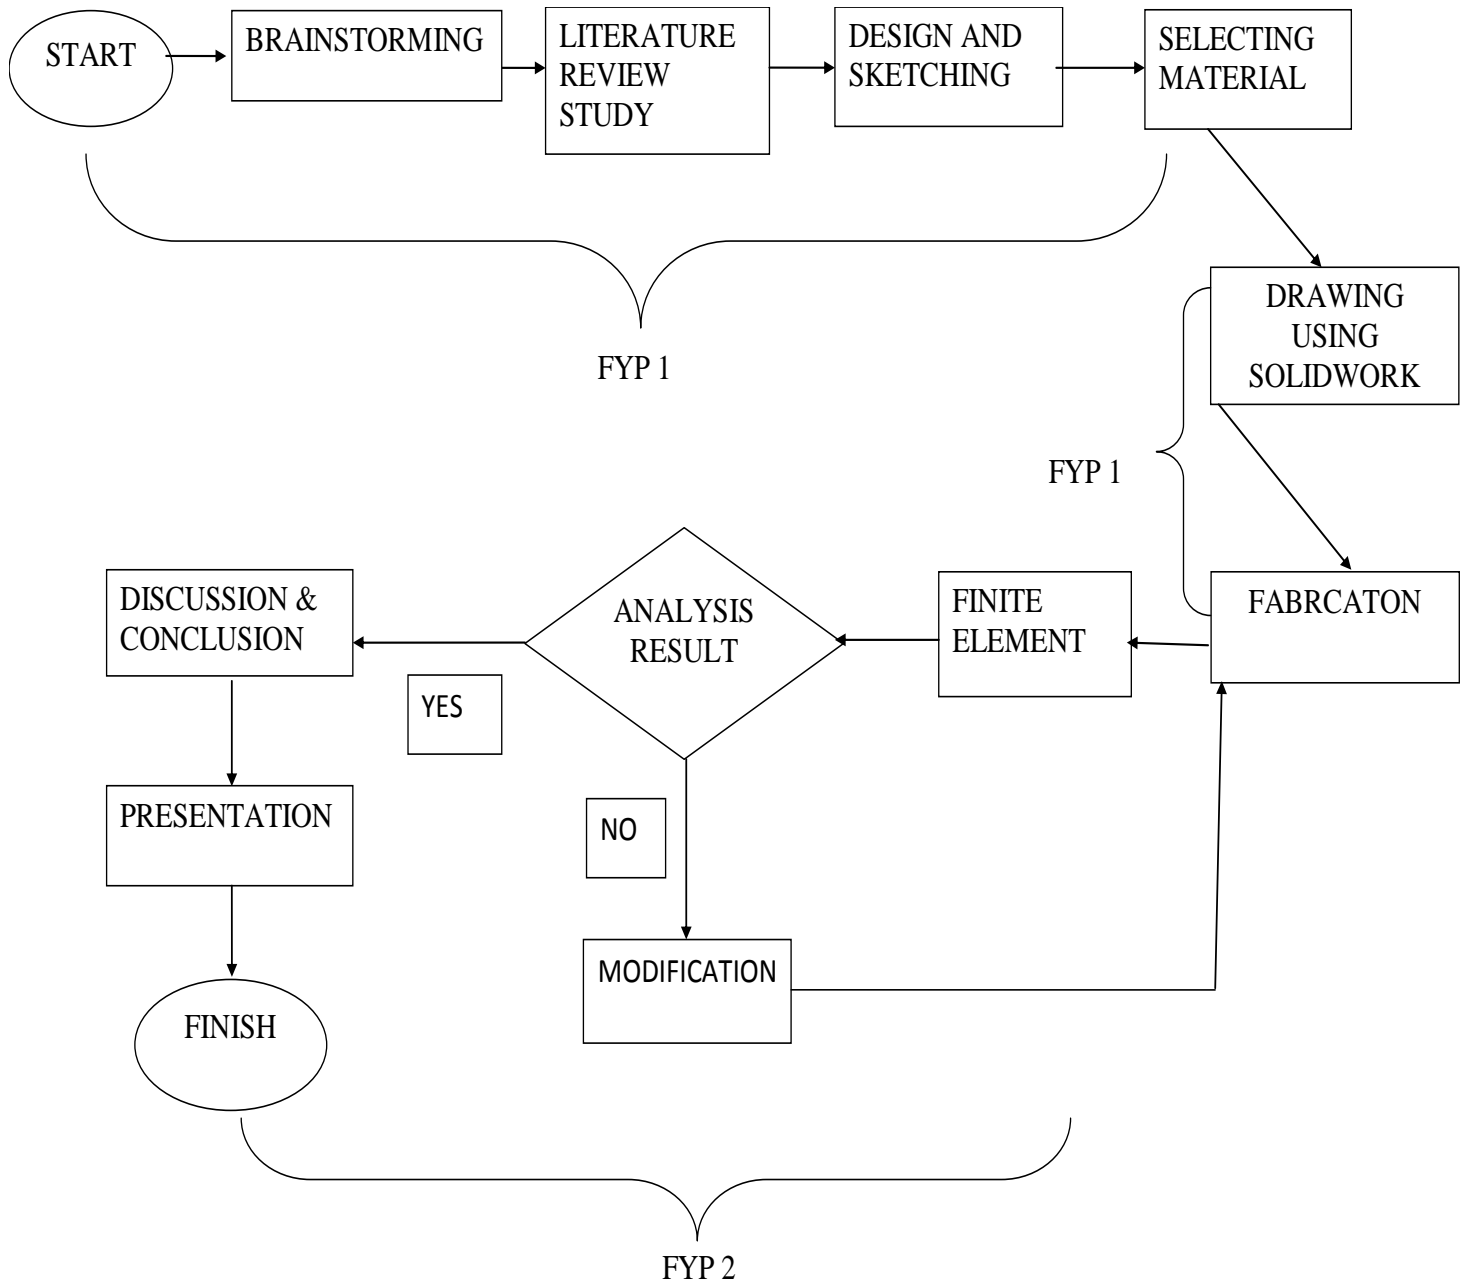 START
BRAINSTORMING
LITERATURE
REVIEW
STUDY
DESIGN AND
SKETCHING
SELECTING
MATERIAL
FYP 1
DRAWING
USING
SOLIDWORK
FYP 1
FABRCATON
FINITE
ELEMENT
ANALYSIS
RESULT
DISCUSSION &
CONCLUSION
YES
NO
PRESENTATION
MODIFICATION
FINISH
FYP 2